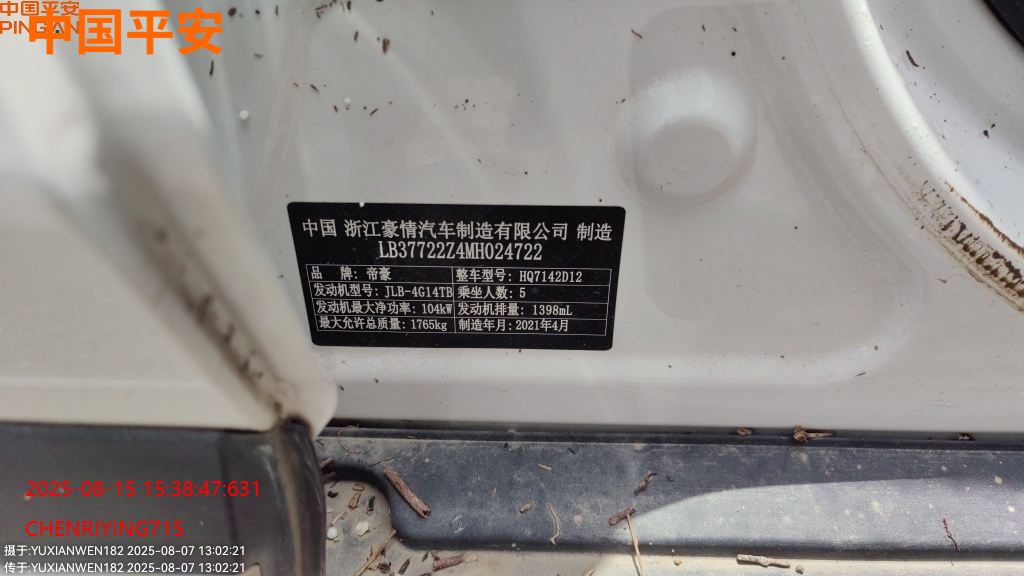 中国平安
PINGAN
中国平安
中国 浙江豪情汽车制造有限公司 制造
LB37722Z4MH024722
品 牌: 帝豪 整车型号: HQ7142D12
发动机型号: JLB-4G14TB 乘坐人数: 5
发动机最大净功率: 104kW 发动机排量: 1398mL
最大允许总质量: 1765kg 制造年月: 2021年4月
2025 08 15 15:38:47:631
CHENRIYING715
摄于:YUXIANWEN182 2025-08-07 13:02:21
传于:YUXIANWEN182 2025-08-07 13:02:21